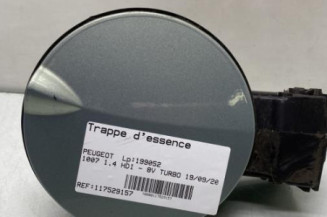 Trappe d'essence
PEUGEOT Lp:199052
1007 1.4 HDI - 8V TURBO 19/09/20
REF:117529157